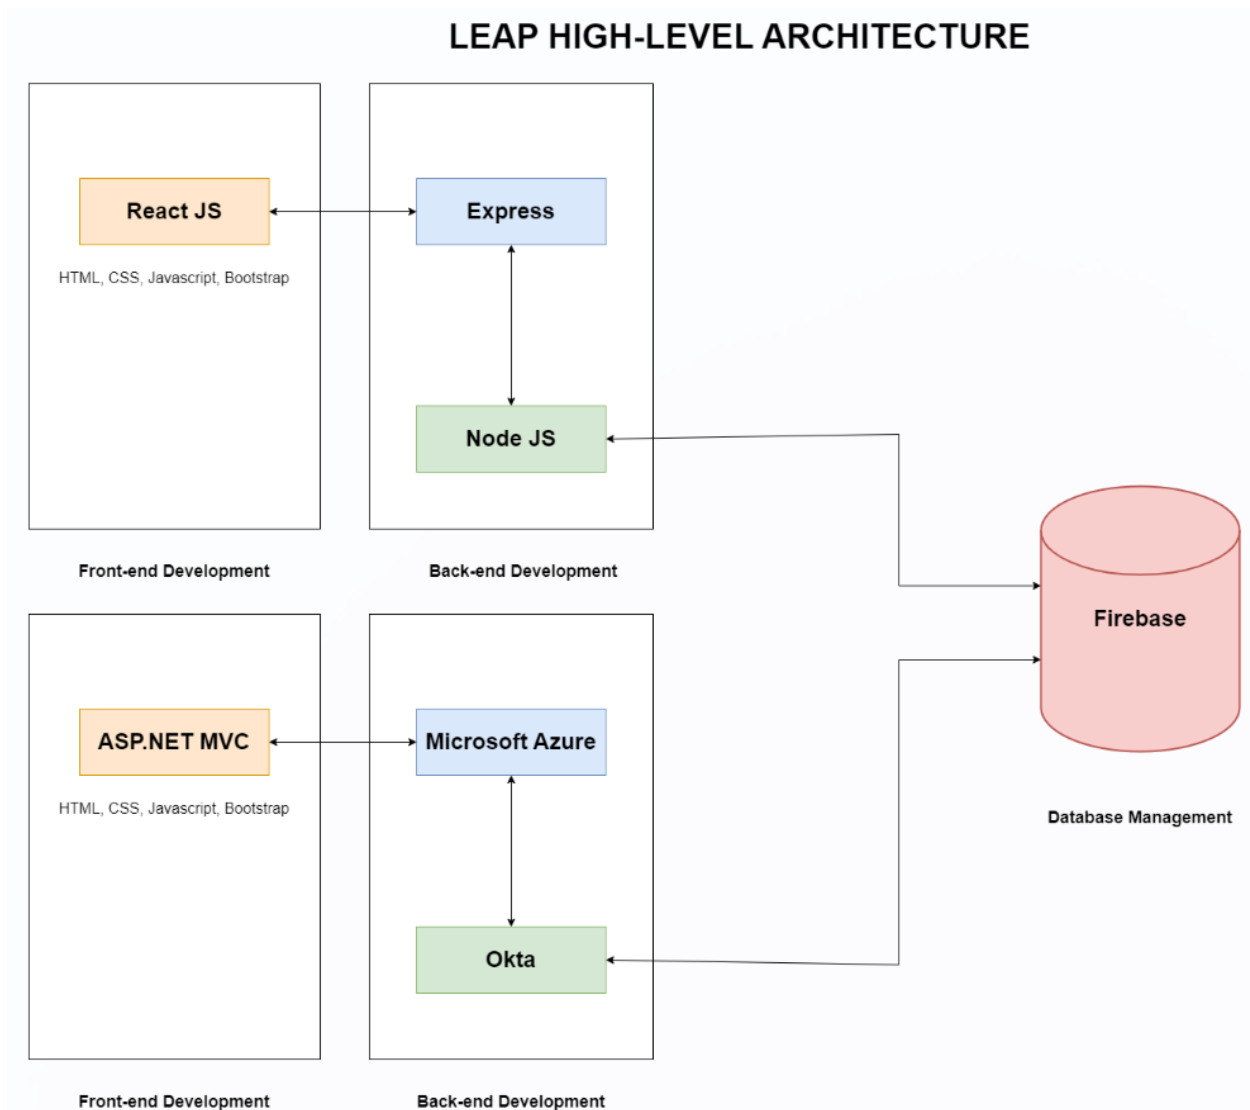 LEAP HIGH-LEVEL ARCHITECTURE
React JS
Express
HTML, CSS, Javascript, Bootstrap
Node JS
Front-end Development
Back-end Development
Firebase
ASP.NET MVC
Microsoft Azure
HTML, CSS, Javascript, Bootstrap
Database Management
Okta
Front-end Development
Back-end Development